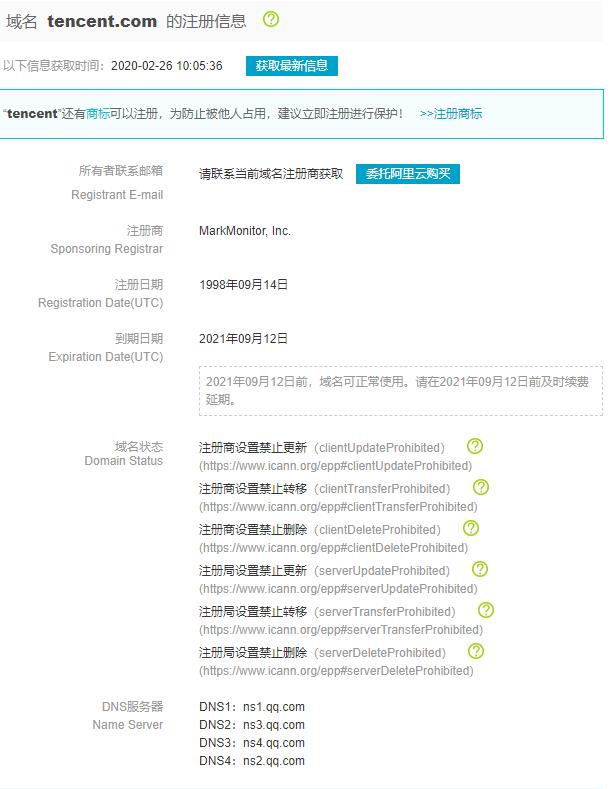 域名 tencent.com 的注册信息
以下信息获取时间：2020-02-26 10:05:36 获取最新信息
“tencent”还有商标可以注册，为防止被他人占用，建议立即注册进行保护！ >>注册商标
所有者联系邮箱
Registrant E-mail
请联系当前域名注册商获取 委托阿里云购买
注册商
Sponsoring Registrar
MarkMonitor, Inc.
注册日期
Registration Date(UTC)
1998年09月14日
到期日期
Expiration Date(UTC)
2021年09月12日
2021年09月12日前，域名可正常使用。请在2021年09月12日前及时续费
延期。
域名状态
Domain Status
注册商设置禁止更新（clientUpdateProhibited）
(https://www.icann.org/epp#clientUpdateProhibited)
注册商设置禁止转移（clientTransferProhibited）
(https://www.icann.org/epp#clientTransferProhibited)
注册商设置禁止删除（clientDeleteProhibited）
(https://www.icann.org/epp#clientDeleteProhibited)
注册局设置禁止更新（serverUpdateProhibited）
(https://www.icann.org/epp#serverUpdateProhibited)
注册局设置禁止转移（serverTransferProhibited）
(https://www.icann.org/epp#serverTransferProhibited)
注册局设置禁止删除（serverDeleteProhibited）
(https://www.icann.org/epp#serverDeleteProhibited)
DNS服务器
Name Server
DNS1：ns1.qq.com
DNS2：ns3.qq.com
DNS3：ns4.qq.com
DNS4：ns2.qq.com